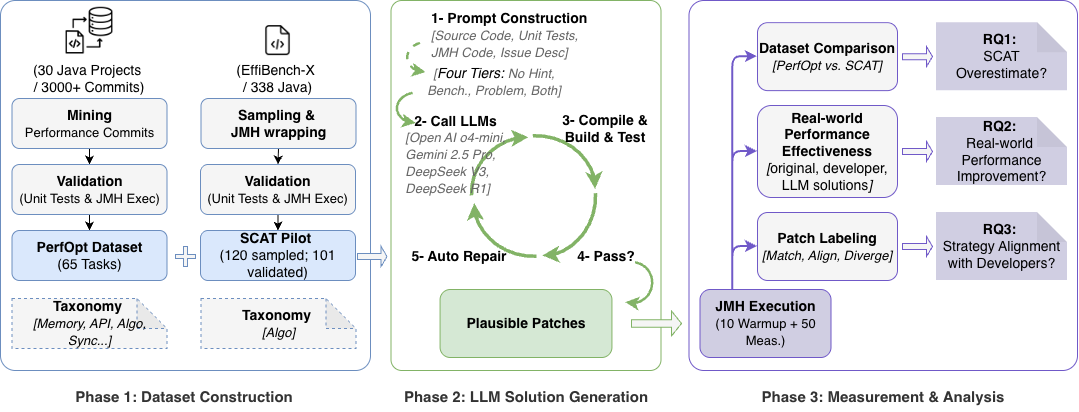 (30 Java Projects
/ 3000+ Commits)
Mining
Performance Commits
Validation
(Unit Tests & JMH Exec)
PerfOpt Dataset
(65 Tasks)
Taxonomy
[Memory, API, Algo,
Sync...]
(EffiBench-X
/ 338 Java)
Sampling &
JMH wrapping
Validation
(Unit Tests & JMH Exec)
SCAT Pilot
(120 sampled; 101
validated)
Taxonomy
[Algo]
Phase 1: Dataset Construction
1- Prompt Construction
[Source Code, Unit Tests,
JMH Code, Issue Desc]
[Four Tiers: No Hint,
Bench., Problem, Both]
2- Call LLMs
[Open AI o4-mini,
Gemini 2.5 Pro,
DeepSeek V3,
DeepSeek R1]
3- Compile &
Build & Test
4- Pass?
5- Auto Repair
Plausible Patches
Phase 2: LLM Solution Generation
Dataset Comparison
[PerfOpt vs. SCAT]
Real-world
Performance
Effectiveness
[original, developer,
LLM solutions]
Patch Labeling
[Match, Align, Diverge]
JMH Execution
(10 Warmup + 50
Meas.)
RQ1:
SCAT
Overestimate?
RQ2:
Real-world
Performance
Improvement?
RQ3:
Strategy Alignment
with Developers?
Phase 3: Measurement & Analysis